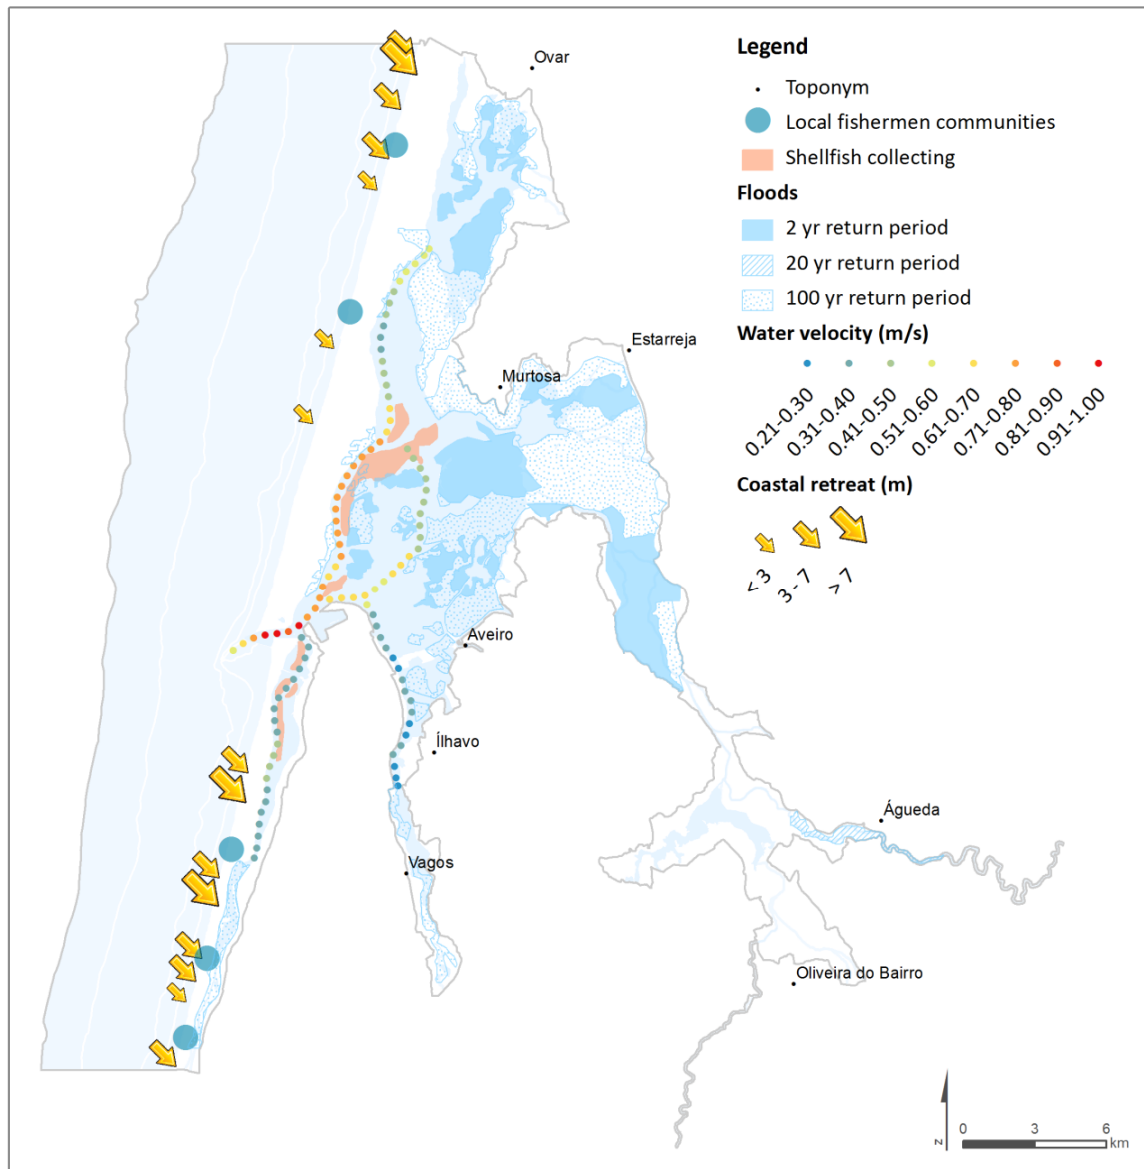 Legend
Toponym
Local fishermen communities
Shellfish collecting
Floods
2 yr return period
20 yr return period
100 yr return period
Water velocity (m/s)
0.21-0.30
0.31-0.40
0.41-0.50
0.51-0.60
0.61-0.70
0.71-0.80
0.81-0.90
0.91-1.00
Coastal retreat (m)
< 3
3 - 7
> 7
Ovar
Estarreja
Murtosa
Aveiro
Ílhavo
Águeda
Vagos
Oliveira do Bairro
N
0 3 6
km